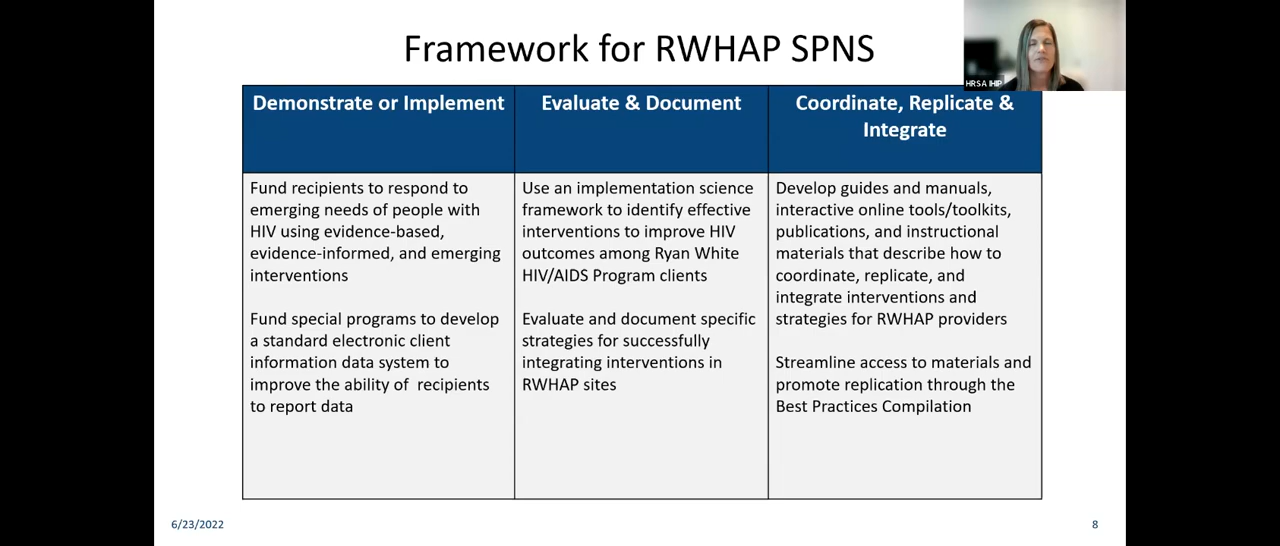 Framework for RWHAP SPNS
HRSA IHIP
Demonstrate or Implement
Evaluate & Document
Coordinate, Replicate &
Integrate
Fund recipients to respond to
emerging needs of people with
HIV using evidence-based,
evidence-informed, and emerging
interventions
Fund special programs to develop
a standard electronic client
information data system to
improve the ability of recipients
to report data
Use an implementation science
framework to identify effective
interventions to improve HIV
outcomes among Ryan White
HIV/AIDS Program clients
Evaluate and document specific
strategies for successfully
integrating interventions in
RWHAP sites
Develop guides and manuals,
interactive online tools/toolkits,
publications, and instructional
materials that describe how to
coordinate, replicate, and
integrate interventions and
strategies for RWHAP providers
Streamline access to materials and
promote replication through the
Best Practices Compilation
6/23/2022
8